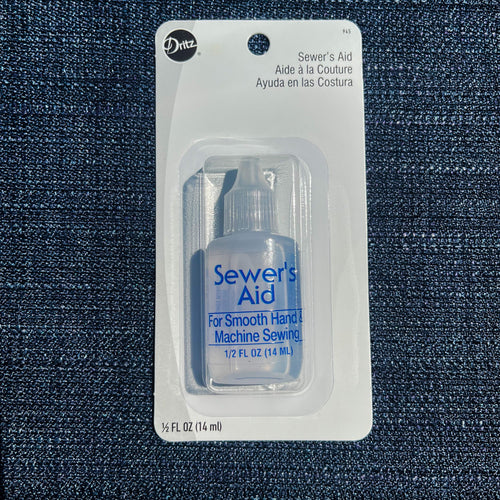 945
Dritz®
Sewer's Aid
Aide à la Couture
Ayuda en las Costura
Sewer's
Aid
For Smooth Hand &
Machine Sewing
1/2 FL OZ (14 ML)
½ FL OZ (14 ml)